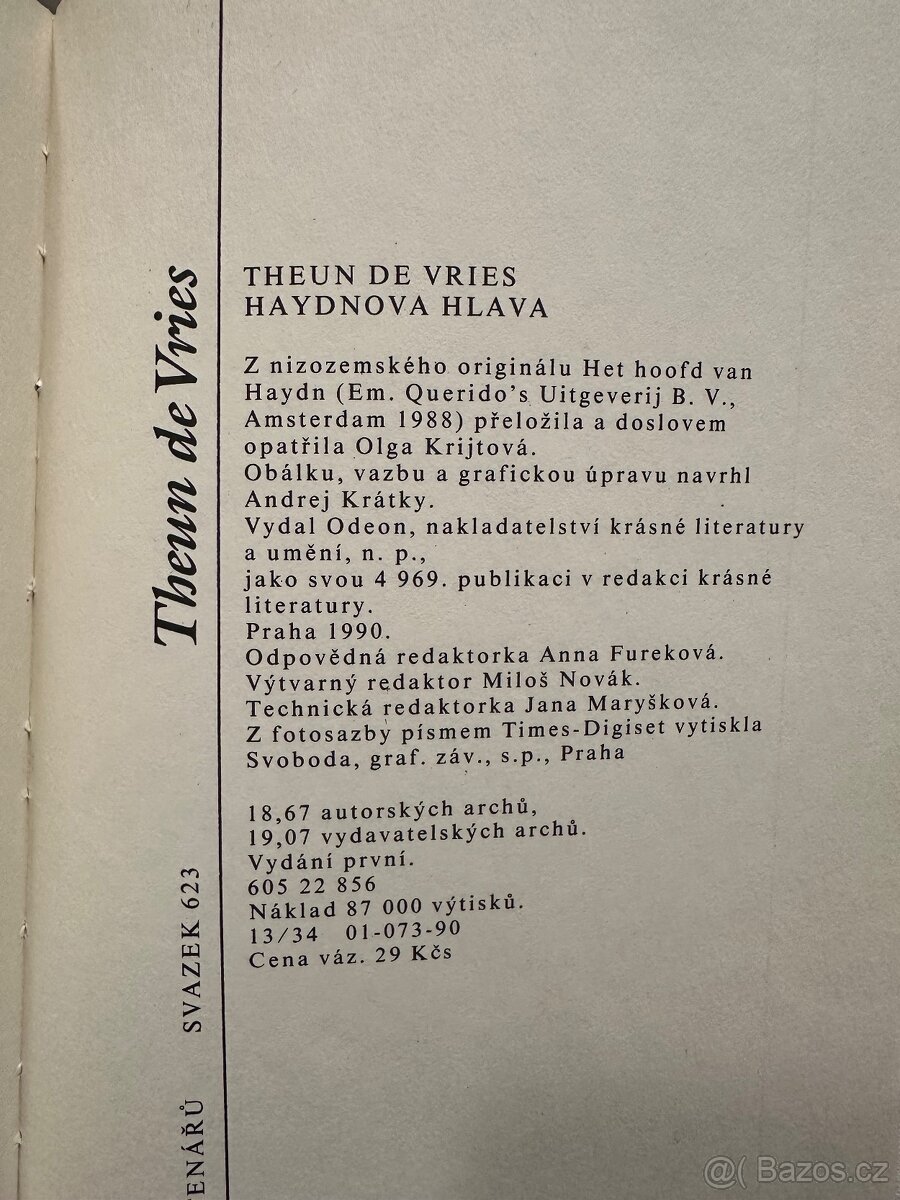 THEUN DE VRIES
HAYDNOVA HLAVA
Z nizozemského originálu Het hoofd van
Haydn (Em. Querido's Uitgeverij B. V.,
Amsterdam 1988) přeložila a doslovem
opatřila Olga Krijtová.
Obálku, vazbu a grafickou úpravu navrhl
Andrej Krátky.
Vydal Odeon, nakladatelství krásné literatury
a umění, n. p.,
jako svou 4 969. publikaci v redakci krásné
literatury.
Praha 1990.
Odpovědná redaktorka Anna Fureková.
Výtvarný redaktor Miloš Novák.
Technická redaktorka Jana Maryšková.
Z fotosazby písmem Times-Digiset vytiskla
Svoboda, graf. záv., s.p., Praha
18,67 autorských archů,
19,07 vydavatelských archů.
Vydání první.
605 22 856
Náklad 87 000 výtisků.
13/34 01-073-90
Cena váz. 29 Kčs
Theun de Vries
SVAZEK 623
TENÁŘŮ
@( Bazos.cz